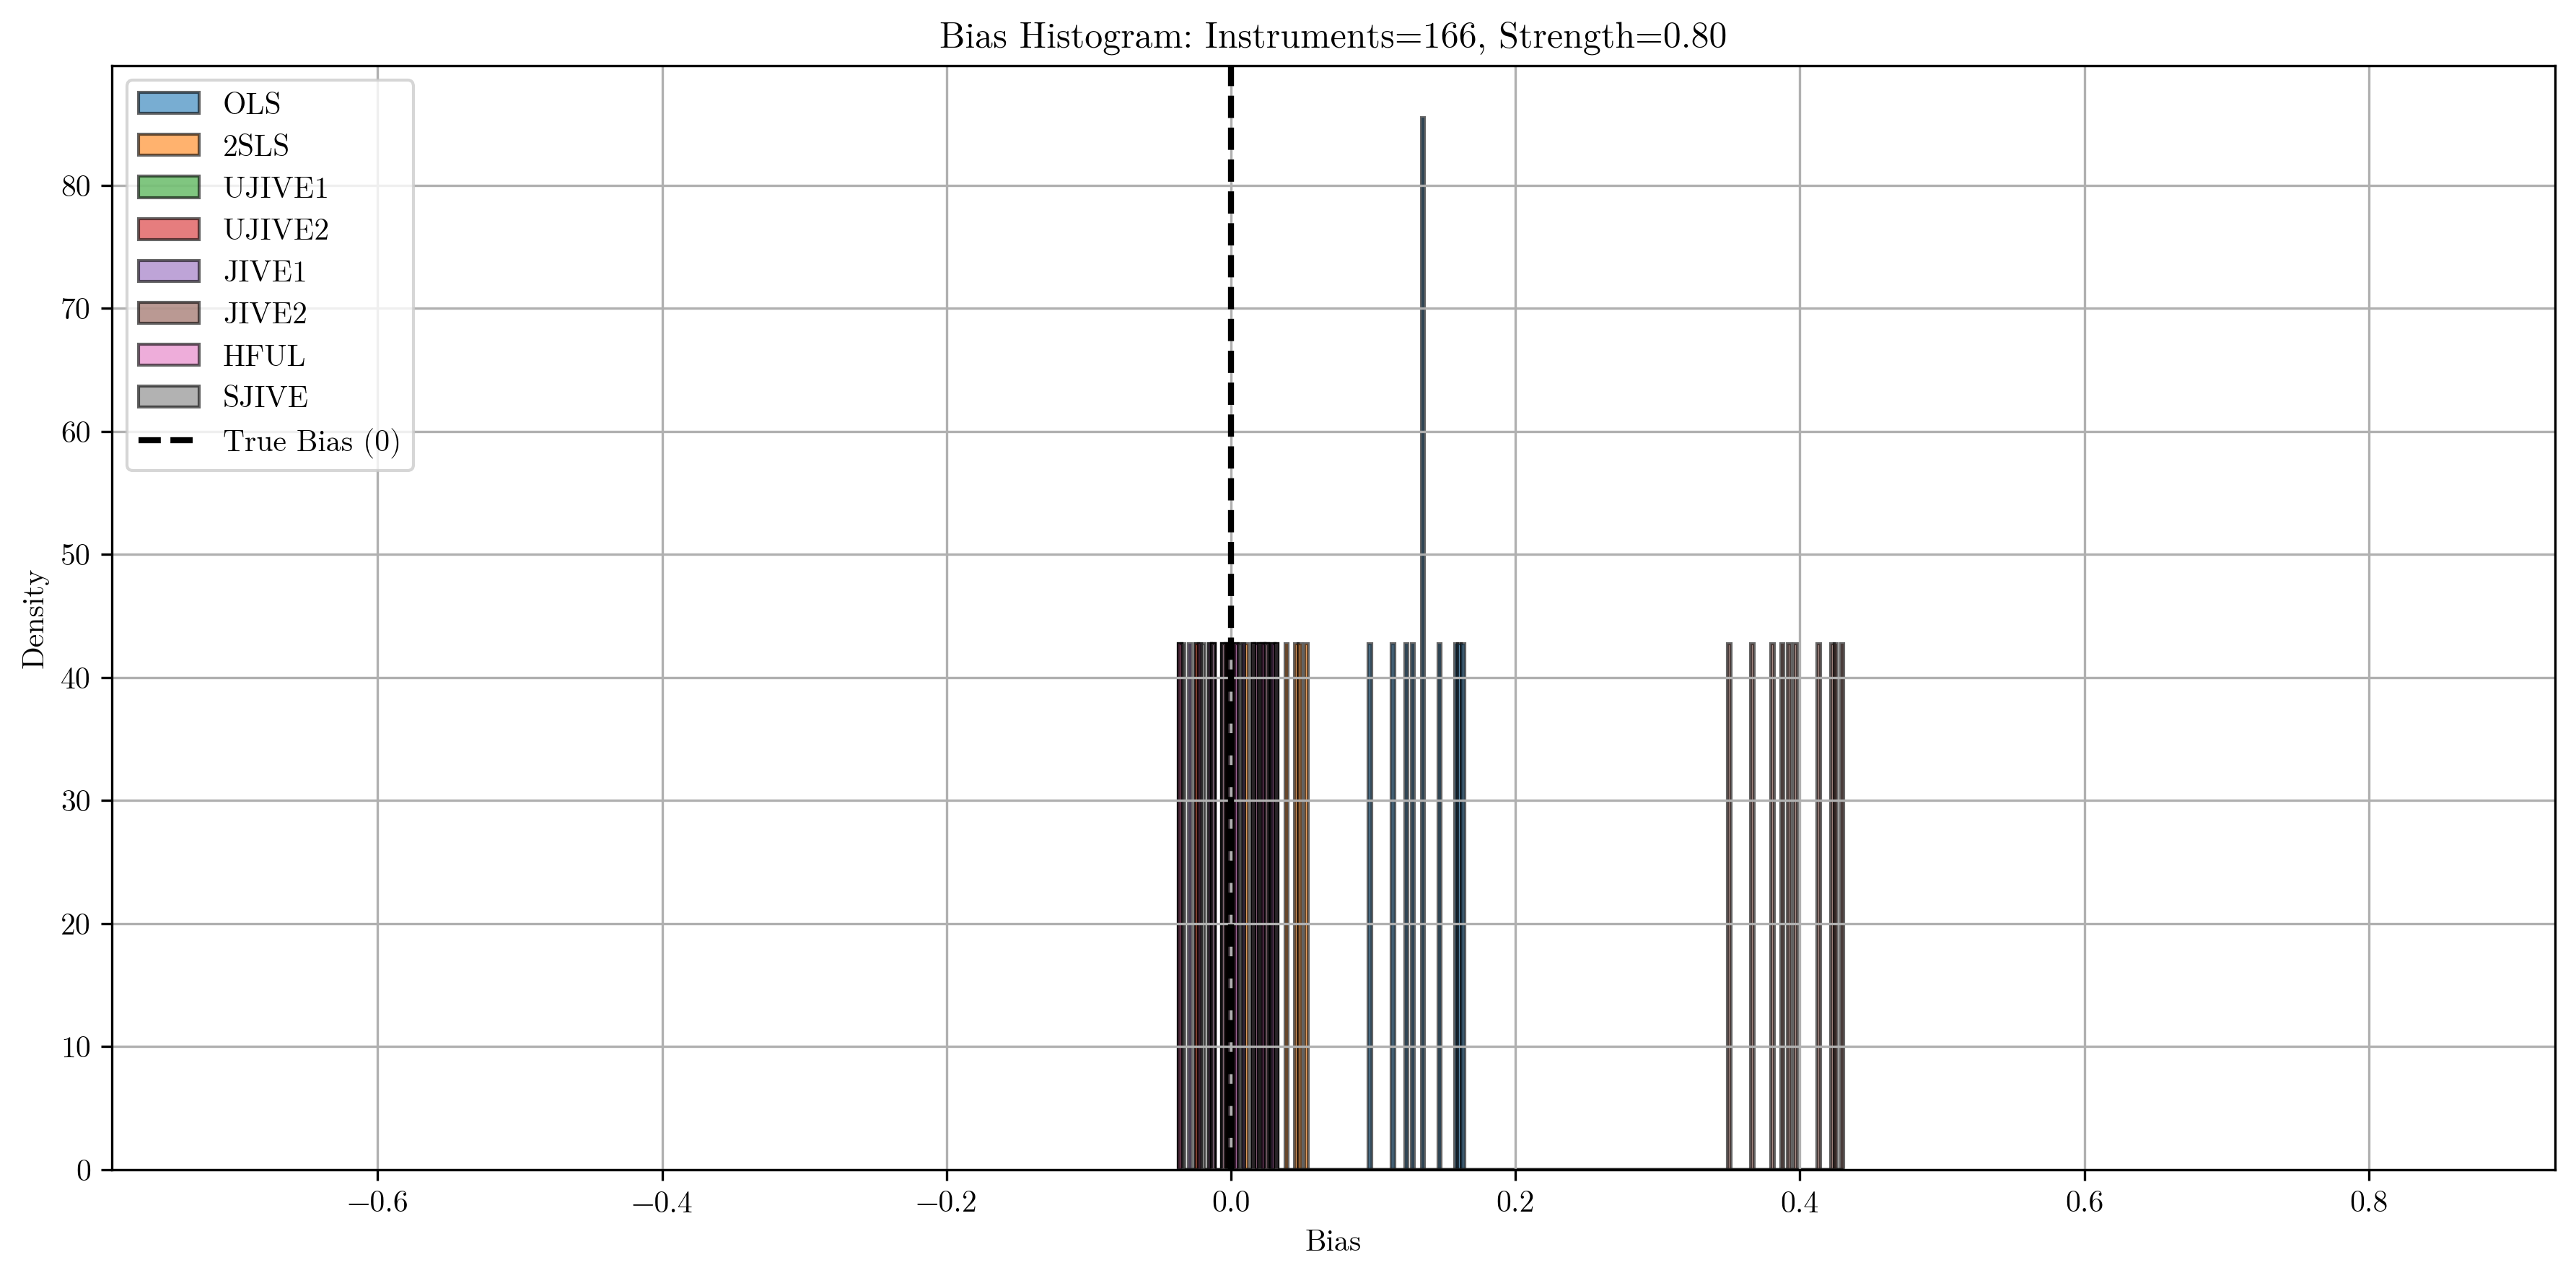 Bias Histogram: Instruments=166, Strength=0.80
OLS
2SLS
UJIVE1
UJIVE2
JIVE1
JIVE2
HFUL
SJIVE
True Bias (0)
Density
80
70
60
50
40
30
20
10
0
−0.6 −0.4 −0.2 0.0 0.2 0.4 0.6 0.8
Bias